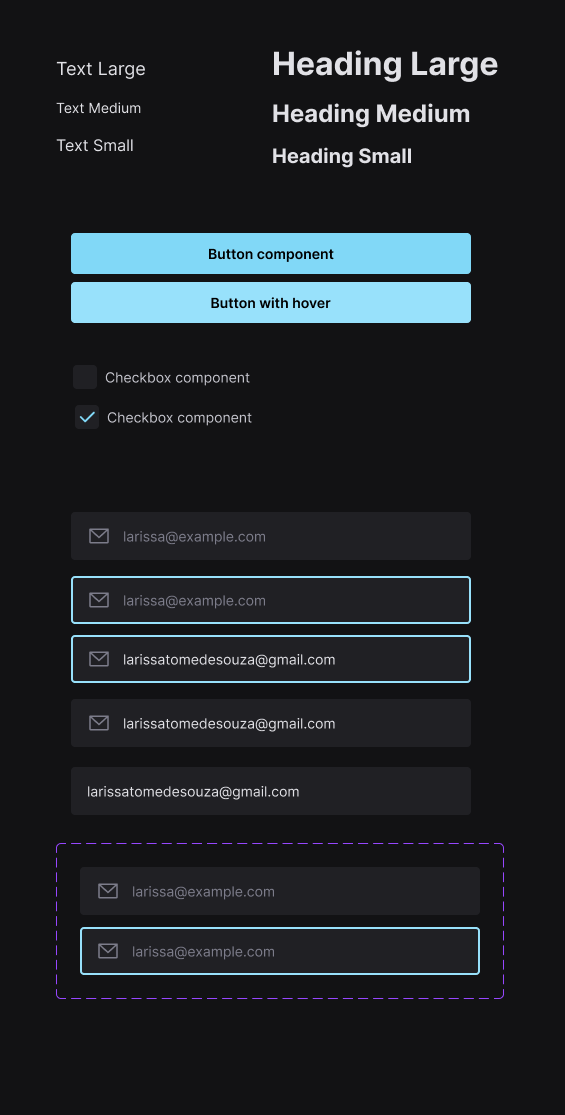 Text Large
Text Medium
Text Small
Heading Large
Heading Medium
Heading Small
Button component
Button with hover
Checkbox component
Checkbox component
larissa@example.com
larissa@example.com
larissatomedesouza@gmail.com
larissatomedesouza@gmail.com
larissatomedesouza@gmail.com
larissa@example.com
larissa@example.com